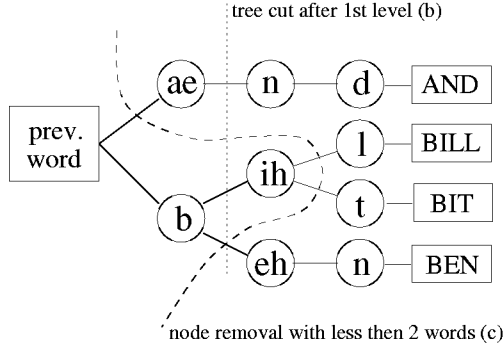 tree cut after 1st level (b)
ae n d AND
prev.
word
l BILL
ih
t BIT
b
eh n BEN
node removal with less then 2 words (c)